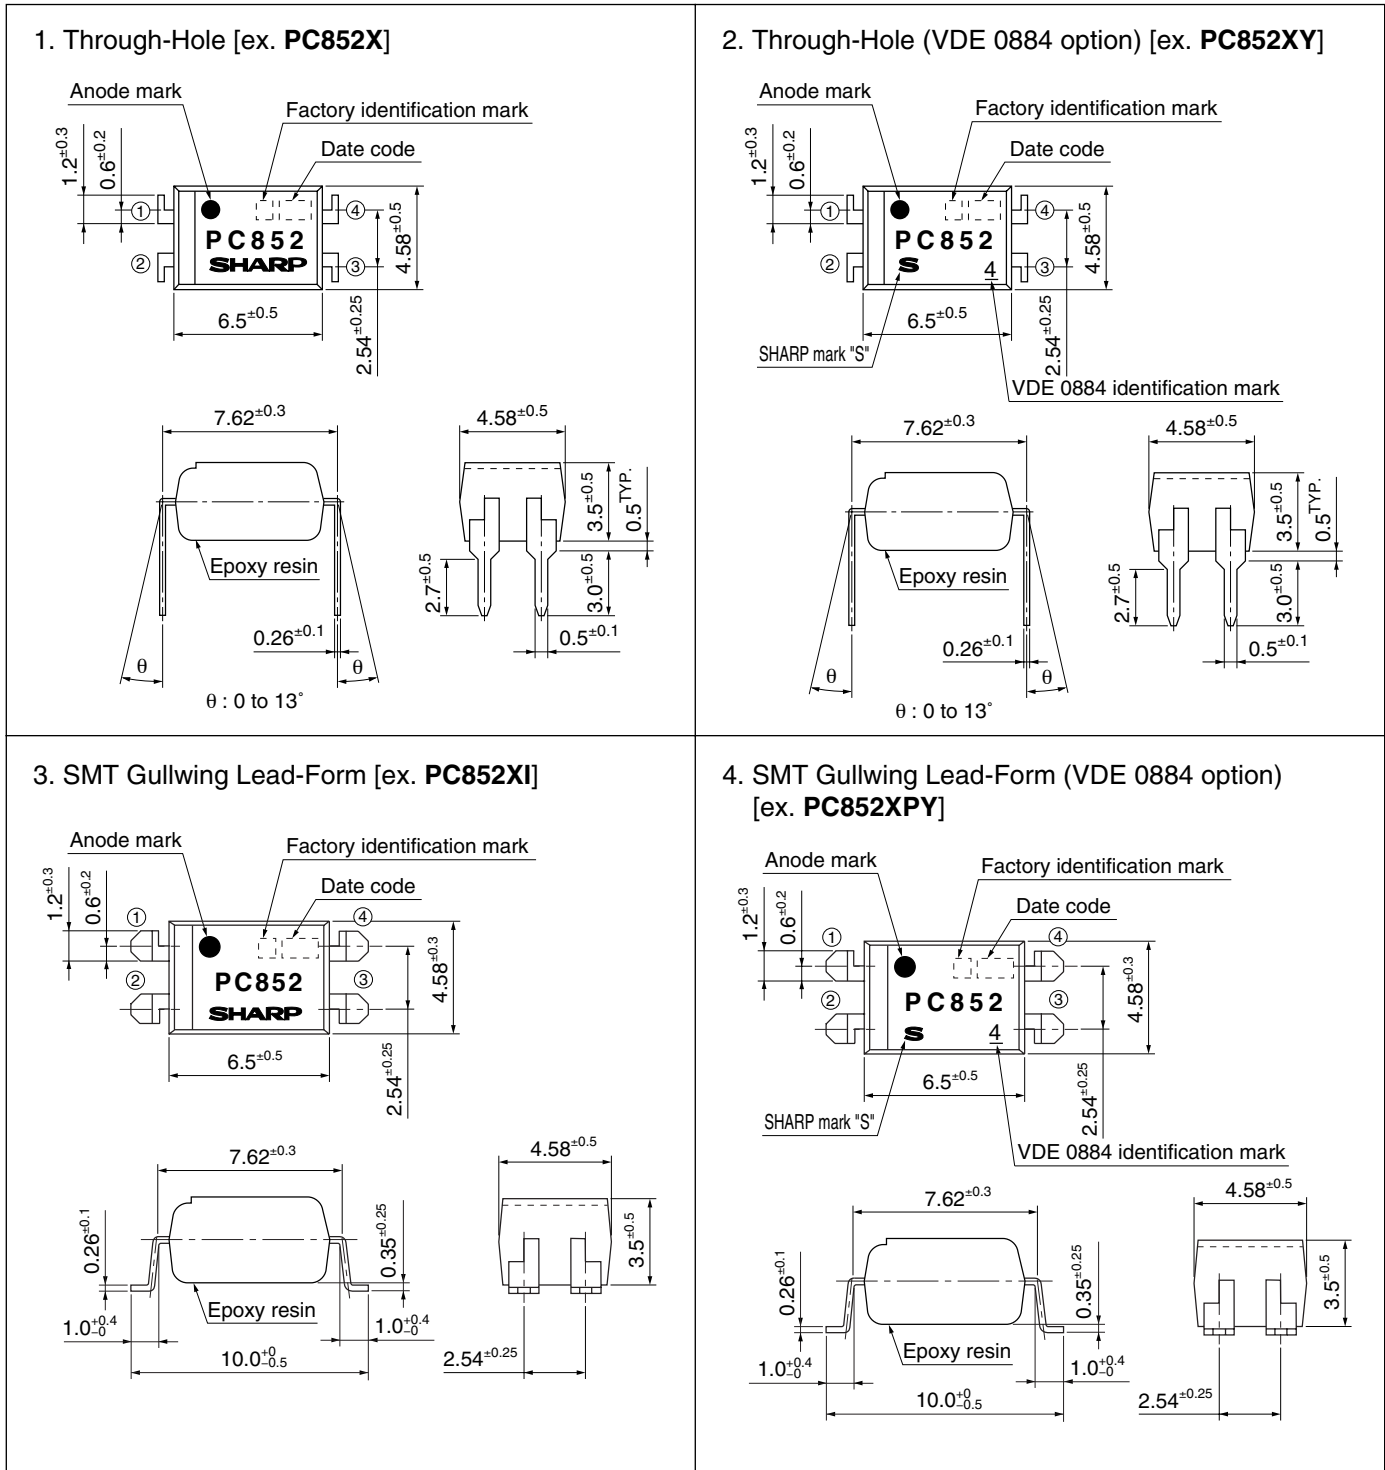 1. Through-Hole [ex. PC852X]
Anode mark
Factory identification mark
Date code
1.2±0.3
0.6±0.2
① ④
PC852
② SHARP ③
4.58±0.5
6.5±0.5
2.54±0.25
7.62±0.3
4.58±0.5
3.5±0.5
0.5TYP.
Epoxy resin
2.7±0.5
3.0±0.5
0.26±0.1
0.5±0.1
θ θ
θ : 0 to 13˚
2. Through-Hole (VDE 0884 option) [ex. PC852XY]
Anode mark
Factory identification mark
Date code
1.2±0.3
0.6±0.2
① ④
PC852
② S 4 ③
4.58±0.5
6.5±0.5
2.54±0.25
SHARP mark "S"
VDE 0884 identification mark
7.62±0.3
4.58±0.5
3.5±0.5
0.5TYP.
Epoxy resin
2.7±0.5
3.0±0.5
0.26±0.1
0.5±0.1
θ θ
θ : 0 to 13˚
3. SMT Gullwing Lead-Form [ex. PC852XI]
Anode mark
Factory identification mark
Date code
1.2±0.3
0.6±0.2
① ④
② PC852 ③
SHARP
4.58±0.3
6.5±0.5
2.54±0.25
7.62±0.3
4.58±0.5
0.26±0.1
0.35±0.25
3.5±0.5
Epoxy resin
1.0+0.4−0
1.0+0.4−0
10.0+0−0.5
2.54±0.25
4. SMT Gullwing Lead-Form (VDE 0884 option)
[ex. PC852XPY]
Anode mark
Factory identification mark
Date code
1.2±0.3
0.6±0.2
① ④
② PC852 ③
S 4
4.58±0.3
6.5±0.5
2.54±0.25
SHARP mark "S"
VDE 0884 identification mark
7.62±0.3
4.58±0.5
0.26±0.1
0.35±0.25
3.5±0.5
Epoxy resin
1.0+0.4−0
1.0+0.4−0
10.0+0−0.5
2.54±0.25